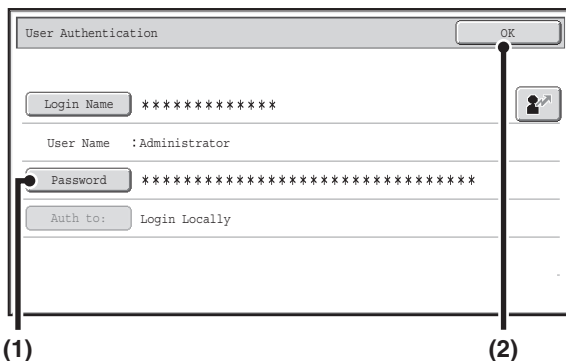 User Authentication OK
Login Name *************
User Name :Administrator
Password ********************************
Auth to: Login Locally
(1) (2)